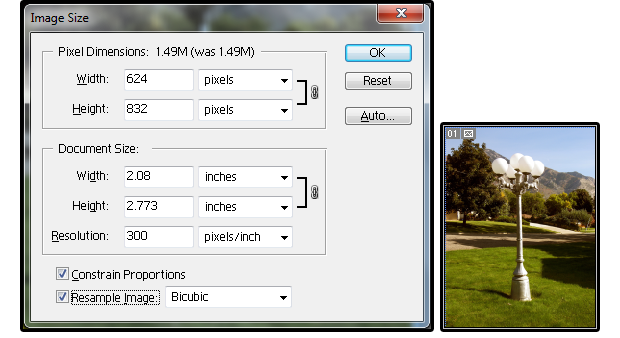 Image Size
Pixel Dimensions: 1.49M (was 1.49M)
Width: 624 pixels
Height: 832 pixels
Document Size:
Width: 2.08 inches
Height: 2.773 inches
Resolution: 300 pixels/inch
Constrain Proportions
Resample Image: Bicubic
OK
Reset
Auto...
01